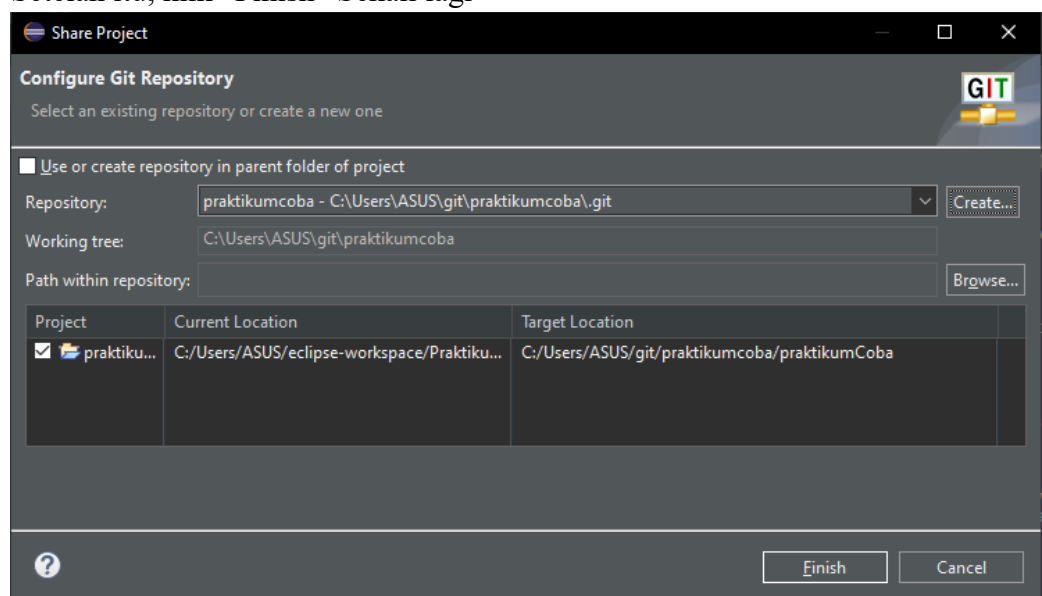 Share Project
Configure Git Repository
Select an existing repository or create a new one
GIT
Use or create repository in parent folder of project
Repository: praktikumcoba - C:\Users\ASUS\git\praktikumcoba\.git Create...
Working tree: C:\Users\ASUS\git\praktikumcoba
Path within repository: Browse...
Project Current Location Target Location
praktiku... C:/Users/ASUS/eclipse-workspace/Praktiku... C:/Users/ASUS/git/praktikumcoba/praktikumCoba
? Finish Cancel